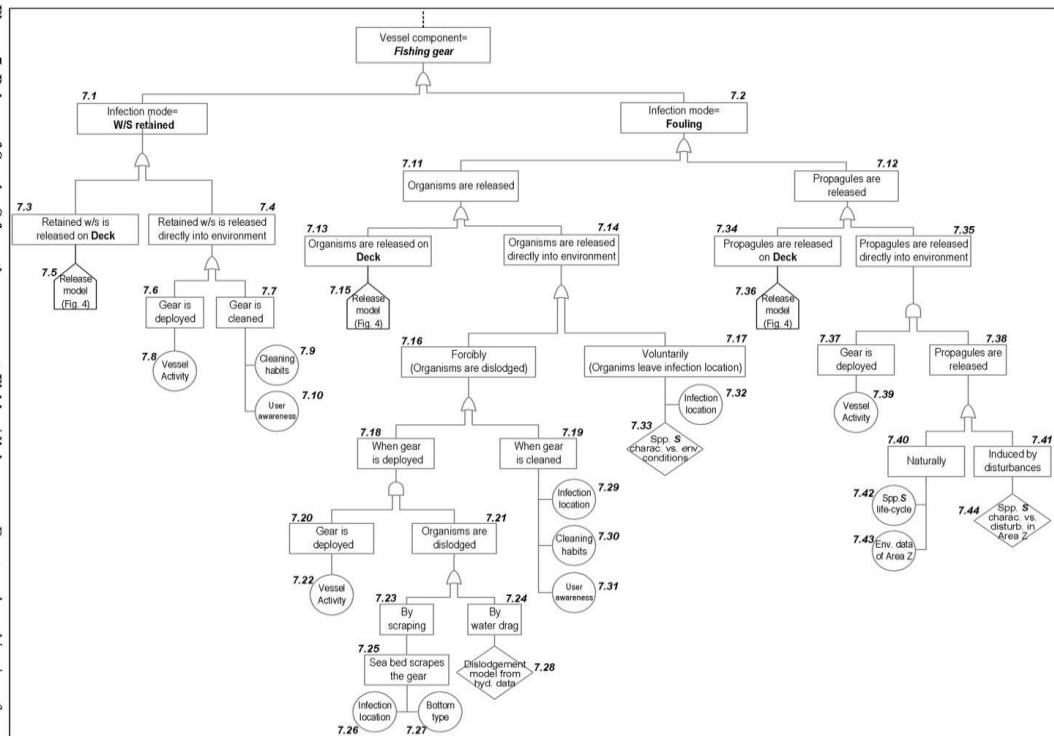 Vessel component=
Fishing gear
7.1
Infection mode=
W/S retained
7.2
Infection mode=
Fouling
7.3
Retained w/s is
released on Deck
7.4
Retained w/s is released
directly into environment
7.5
Release
model
(Fig. 4)
7.6
Gear is
deployed
7.7
Gear is
cleaned
7.8
Vessel
Activity
7.9
Cleaning
habits
7.10
User
awareness
7.11
Organisms are released
7.12
Propagules are
released
7.13
Organisms are released on
Deck
7.14
Organisms are released
directly into environment
7.15
Release
model
(Fig. 4)
7.16
Forcibly
(Organisms are dislodged)
7.17
Voluntarily
(Organims leave infection location)
7.32
Infection
location
7.33
Spp. S
charac. vs. env
conditions
7.18
When gear
is deployed
7.19
When gear
is cleaned
7.20
Gear is
deployed
7.21
Organisms are
dislodged
7.22
Vessel
Activity
7.23
By
scraping
7.24
By
water drag
7.25
Sea bed scrapes
the gear
7.26
Infection
location
7.27
Bottom
type
7.28
Dislodgement
model from
hyd. data
7.29
Infection
location
7.30
Cleaning
habits
7.31
User
awareness
7.34
Propagules are released
on Deck
7.35
Propagules are released
directly into environment
7.36
Release
model
(Fig. 4)
7.37
Gear is
deployed
7.38
Propagules are
released
7.39
Vessel
Activity
7.40
Naturally
7.41
Induced by
disturbances
7.42
Spp.S
life-cycle
7.43
Env. data
of Area Z
7.44
Spp. S
charac. vs.
disturb. in
Area Z